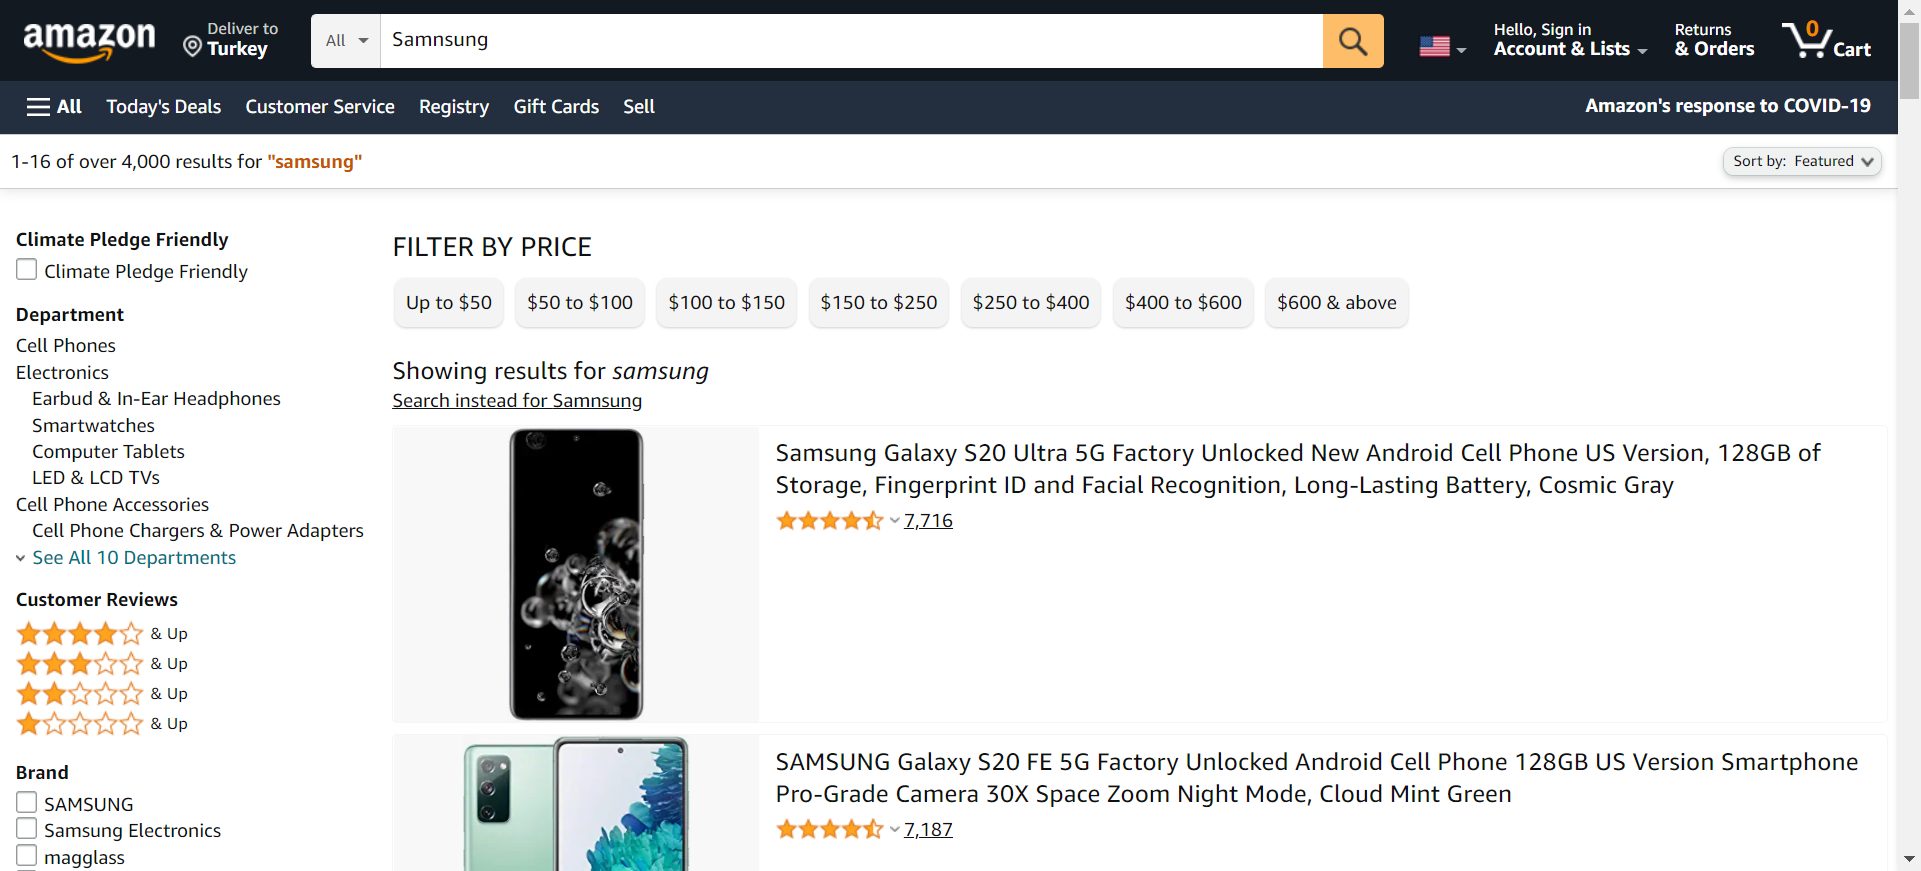 amazon
Deliver to
Turkey
All
Samnsung
Hello, Sign in
Account & Lists
Returns
& Orders
0
Cart
All
Today's Deals
Customer Service
Registry
Gift Cards
Sell
Amazon's response to COVID-19
1-16 of over 4,000 results for "samsung"
Sort by: Featured
Climate Pledge Friendly
Climate Pledge Friendly
Department
Cell Phones
Electronics
Earbud & In-Ear Headphones
Smartwatches
Computer Tablets
LED & LCD TVs
Cell Phone Accessories
Cell Phone Chargers & Power Adapters
See All 10 Departments
Customer Reviews
& Up
& Up
& Up
& Up
Brand
SAMSUNG
Samsung Electronics
magglass
FILTER BY PRICE
Up to $50
$50 to $100
$100 to $150
$150 to $250
$250 to $400
$400 to $600
$600 & above
Showing results for samsung
Search instead for Samnsung
Samsung Galaxy S20 Ultra 5G Factory Unlocked New Android Cell Phone US Version, 128GB of
Storage, Fingerprint ID and Facial Recognition, Long-Lasting Battery, Cosmic Gray
7,716
SAMSUNG Galaxy S20 FE 5G Factory Unlocked Android Cell Phone 128GB US Version Smartphone
Pro-Grade Camera 30X Space Zoom Night Mode, Cloud Mint Green
7,187